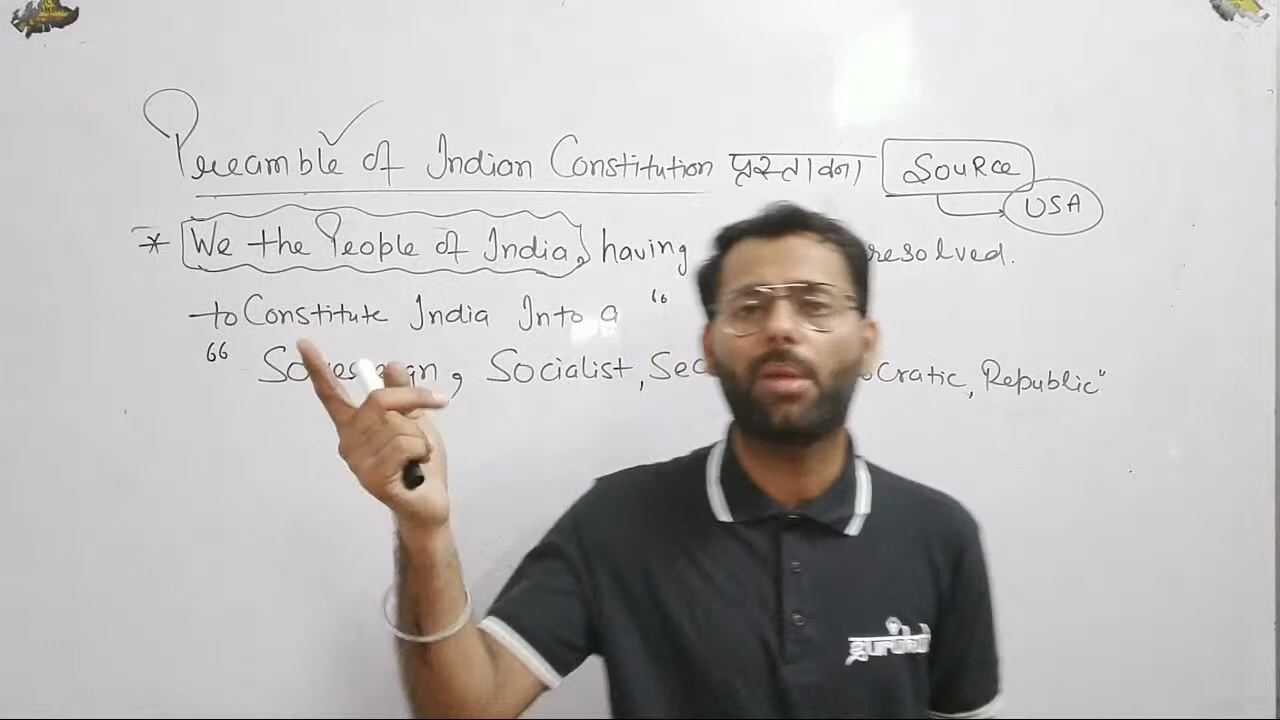 Preamble of Indian Constitution प्रस्तावना Source
USA
* We the People of India, having resolved.
to Constitute India Into a "
" Socialist, Republic"
gurukul